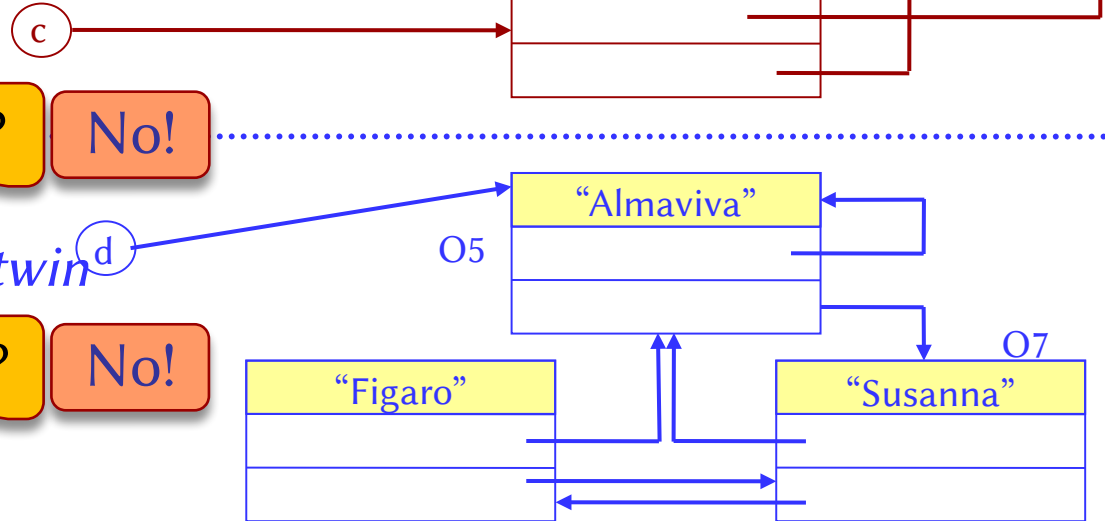 c
? No!
“Almaviva”
d
O5
twin
O7
? No!
“Figaro”
“Susanna”